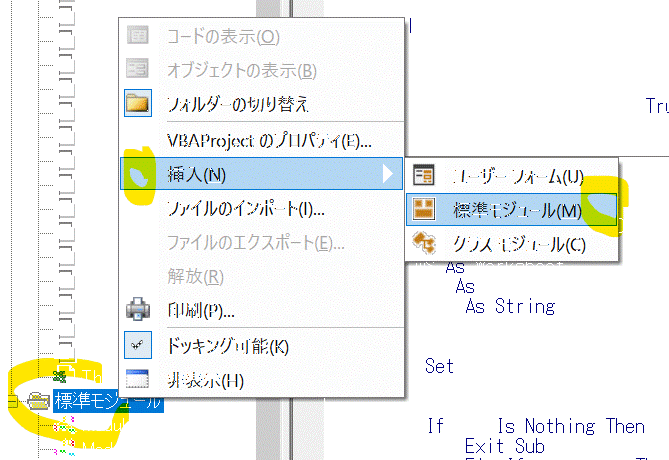 コードの表示(O)
オブジェクトの表示(B)
フォルダーの切り替え
VBAProject のプロパティ(E)...
挿入(N)
ファイルのインポート(I)...
ファイルのエクスポート(E)...
解放(R)
印刷(P)...
ドッキング可能(K)
非表示(H)
ユーザー フォーム(U)
標準モジュール(M)
クラス モジュール(C)
標準モジュール
As
As
As String
Set
If Is Nothing Then
Exit Sub